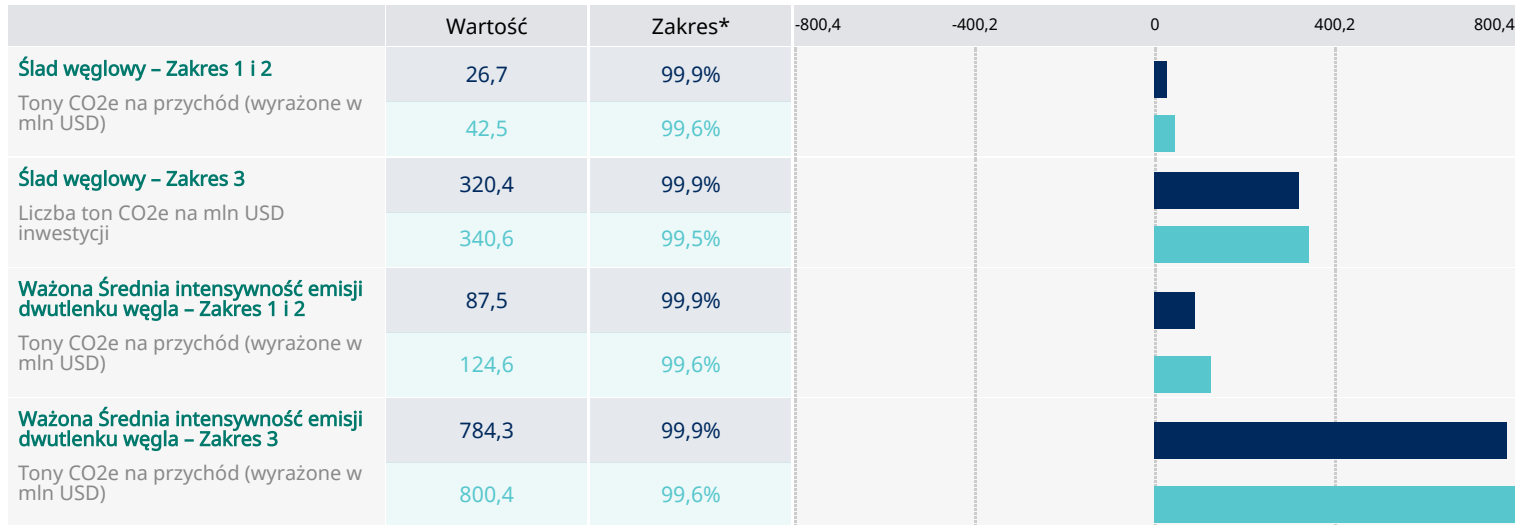 Wartość Zakres* -800,4 -400,2 0 400,2 800,4
Ślad węglowy – Zakres 1 i 2
Tony CO2e na przychód (wyrażone w
mln USD)
26,7 99,9%
42,5 99,6%
Ślad węglowy – Zakres 3
Liczba ton CO2e na mln USD
inwestycji
320,4 99,9%
340,6 99,5%
Ważona Średnia intensywność emisji
dwutlenku węgla – Zakres 1 i 2
Tony CO2e na przychód (wyrażone w
mln USD)
87,5 99,9%
124,6 99,6%
Ważona Średnia intensywność emisji
dwutlenku węgla – Zakres 3
Tony CO2e na przychód (wyrażone w
mln USD)
784,3 99,9%
800,4 99,6%